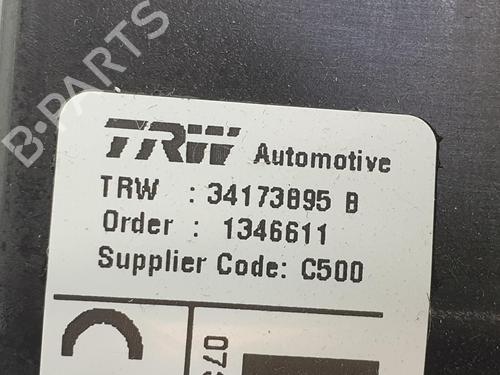 B-PARTS
TRW Automotive
TRW : 34173895 B
Order : 1346611
Supplier Code: C500